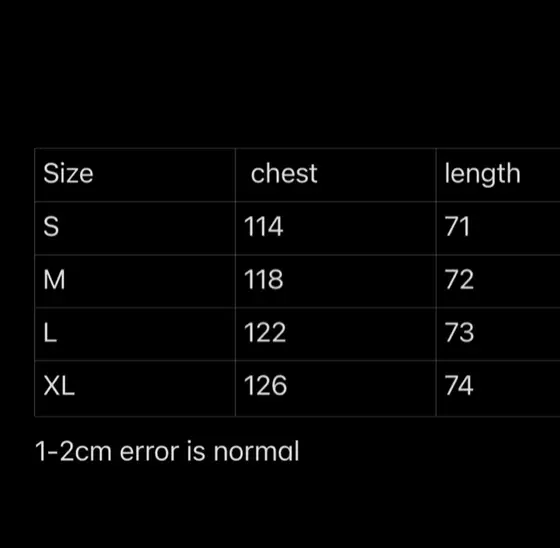 Size chest length
S 114 71
M 118 72
L 122 73
XL 126 74
1-2cm error is normal